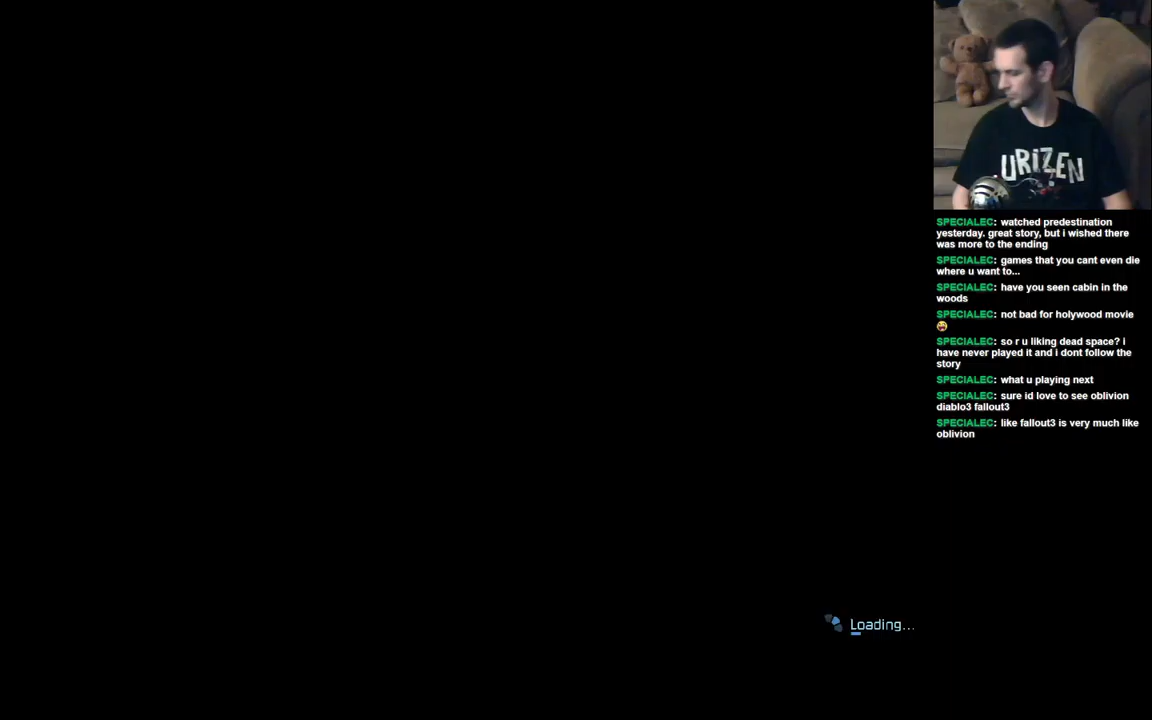 URIZEN
SPECIALEC: watched predestination
yesterday. great story, but i wished there
was more to the ending
SPECIALEC: games that you cant even die
where u want to...
SPECIALEC: have you seen cabin in the
woods
SPECIALEC: not bad for holywood movie
SPECIALEC: so r u liking dead space? i
have never played it and i dont follow the
story
SPECIALEC: what u playing next
SPECIALEC: sure id love to see oblivion
diablo3 fallout3
SPECIALEC: like fallout3 is very much like
oblivion
Loading...